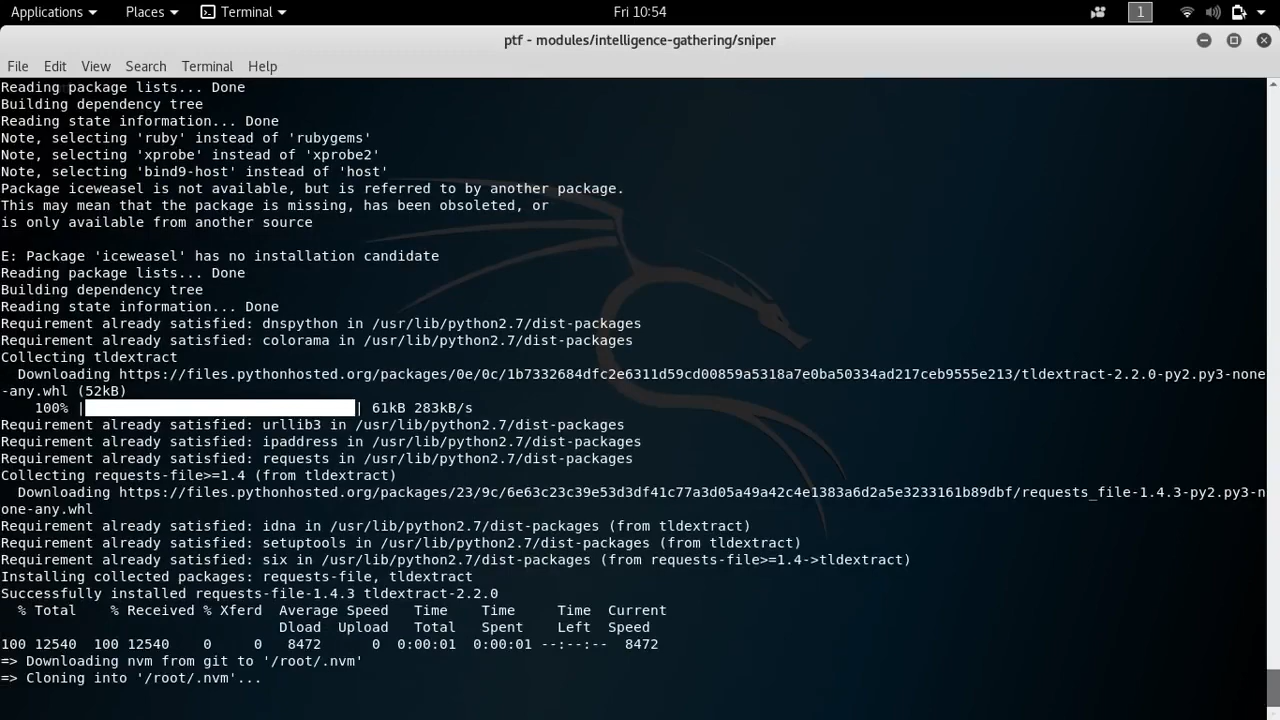 Applications Places Terminal Fri 10:54 1
ptf - modules/intelligence-gathering/sniper
File Edit View Search Terminal Help
Reading package lists... Done
Building dependency tree
Reading state information... Done
Note, selecting 'ruby' instead of 'rubygems'
Note, selecting 'xprobe' instead of 'xprobe2'
Note, selecting 'bind9-host' instead of 'host'
Package iceweasel is not available, but is referred to by another package.
This may mean that the package is missing, has been obsoleted, or
is only available from another source
E: Package 'iceweasel' has no installation candidate
Reading package lists... Done
Building dependency tree
Reading state information... Done
Requirement already satisfied: dnspython in /usr/lib/python2.7/dist-packages
Requirement already satisfied: colorama in /usr/lib/python2.7/dist-packages
Collecting tldextract
  Downloading https://files.pythonhosted.org/packages/0e/0c/1b7332684dfc2e6311d59cd00859a5318a7e0ba50334ad217ceb9555e213/tldextract-2.2.0-py2.py3-none
-any.whl (52kB)
    100% || 61kB 283kB/s
Requirement already satisfied: urllib3 in /usr/lib/python2.7/dist-packages
Requirement already satisfied: ipaddress in /usr/lib/python2.7/dist-packages
Requirement already satisfied: requests in /usr/lib/python2.7/dist-packages
Collecting requests-file>=1.4 (from tldextract)
  Downloading https://files.pythonhosted.org/packages/23/9c/6e63c23c39e53d3df41c77a3d05a49a42c4e1383a6d2a5e3233161b89dbf/requests_file-1.4.3-py2.py3-n
one-any.whl
Requirement already satisfied: idna in /usr/lib/python2.7/dist-packages (from tldextract)
Requirement already satisfied: setuptools in /usr/lib/python2.7/dist-packages (from tldextract)
Requirement already satisfied: six in /usr/lib/python2.7/dist-packages (from requests-file>=1.4->tldextract)
Installing collected packages: requests-file, tldextract
Successfully installed requests-file-1.4.3 tldextract-2.2.0
  % Total    % Received % Xferd  Average Speed   Time    Time     Time  Current
                                 Dload  Upload   Total   Spent    Left  Speed
100 12540  100 12540    0     0   8472      0  0:00:01  0:00:01 --:--:--  8472
=> Downloading nvm from git to '/root/.nvm'
=> Cloning into '/root/.nvm'...